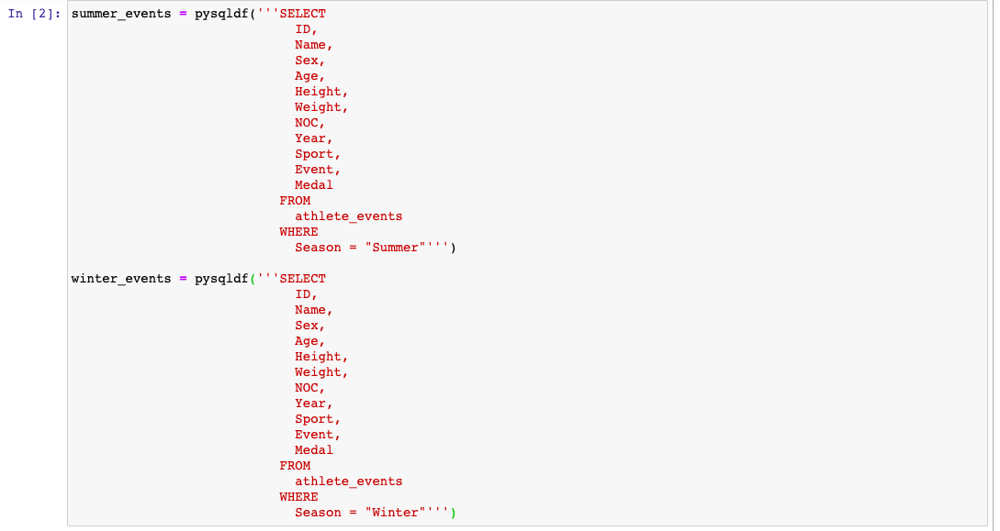 In [2]: summer_events = pysqldf('''SELECT
ID,
Name,
Sex,
Age,
Height,
Weight,
NOC,
Year,
Sport,
Event,
Medal
FROM
athlete_events
WHERE
Season = "Summer"''')
winter_events = pysqldf('''SELECT
ID,
Name,
Sex,
Age,
Height,
Weight,
NOC,
Year,
Sport,
Event,
Medal
FROM
athlete_events
WHERE
Season = "Winter"''')